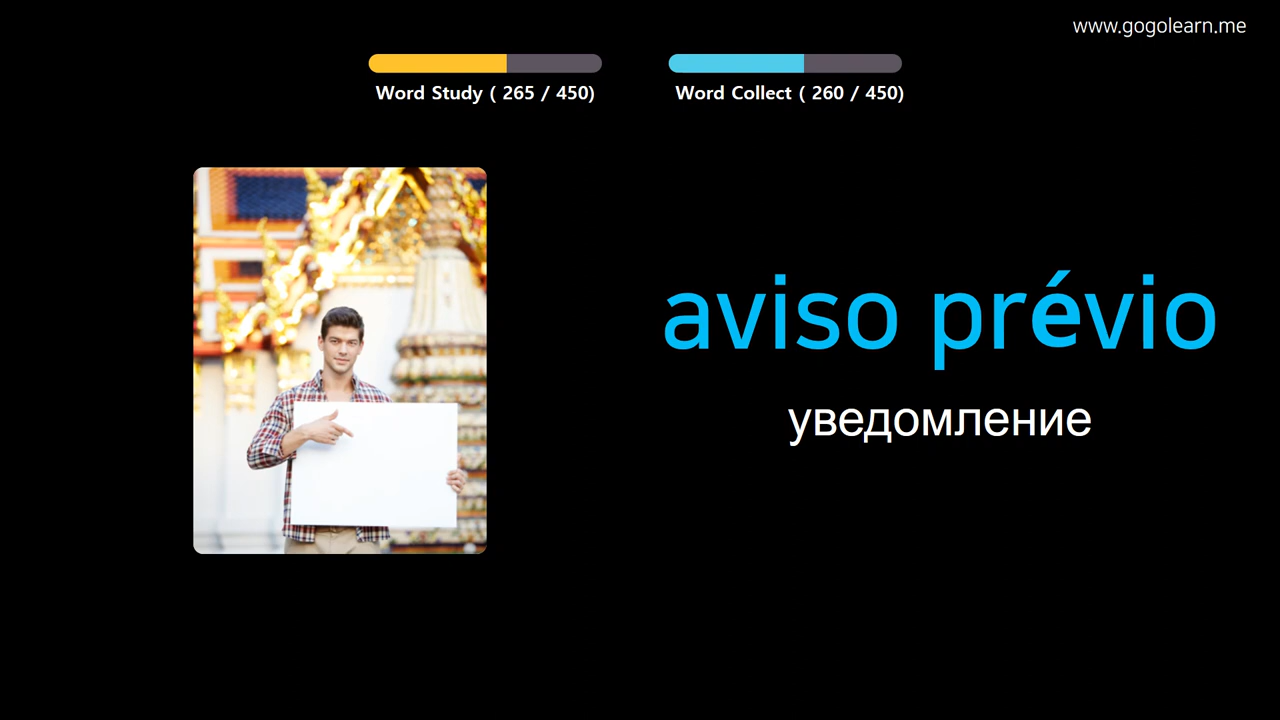 www.gogolearn.me
Word Study ( 265 / 450)
Word Collect ( 260 / 450)
aviso prévio
уведомление